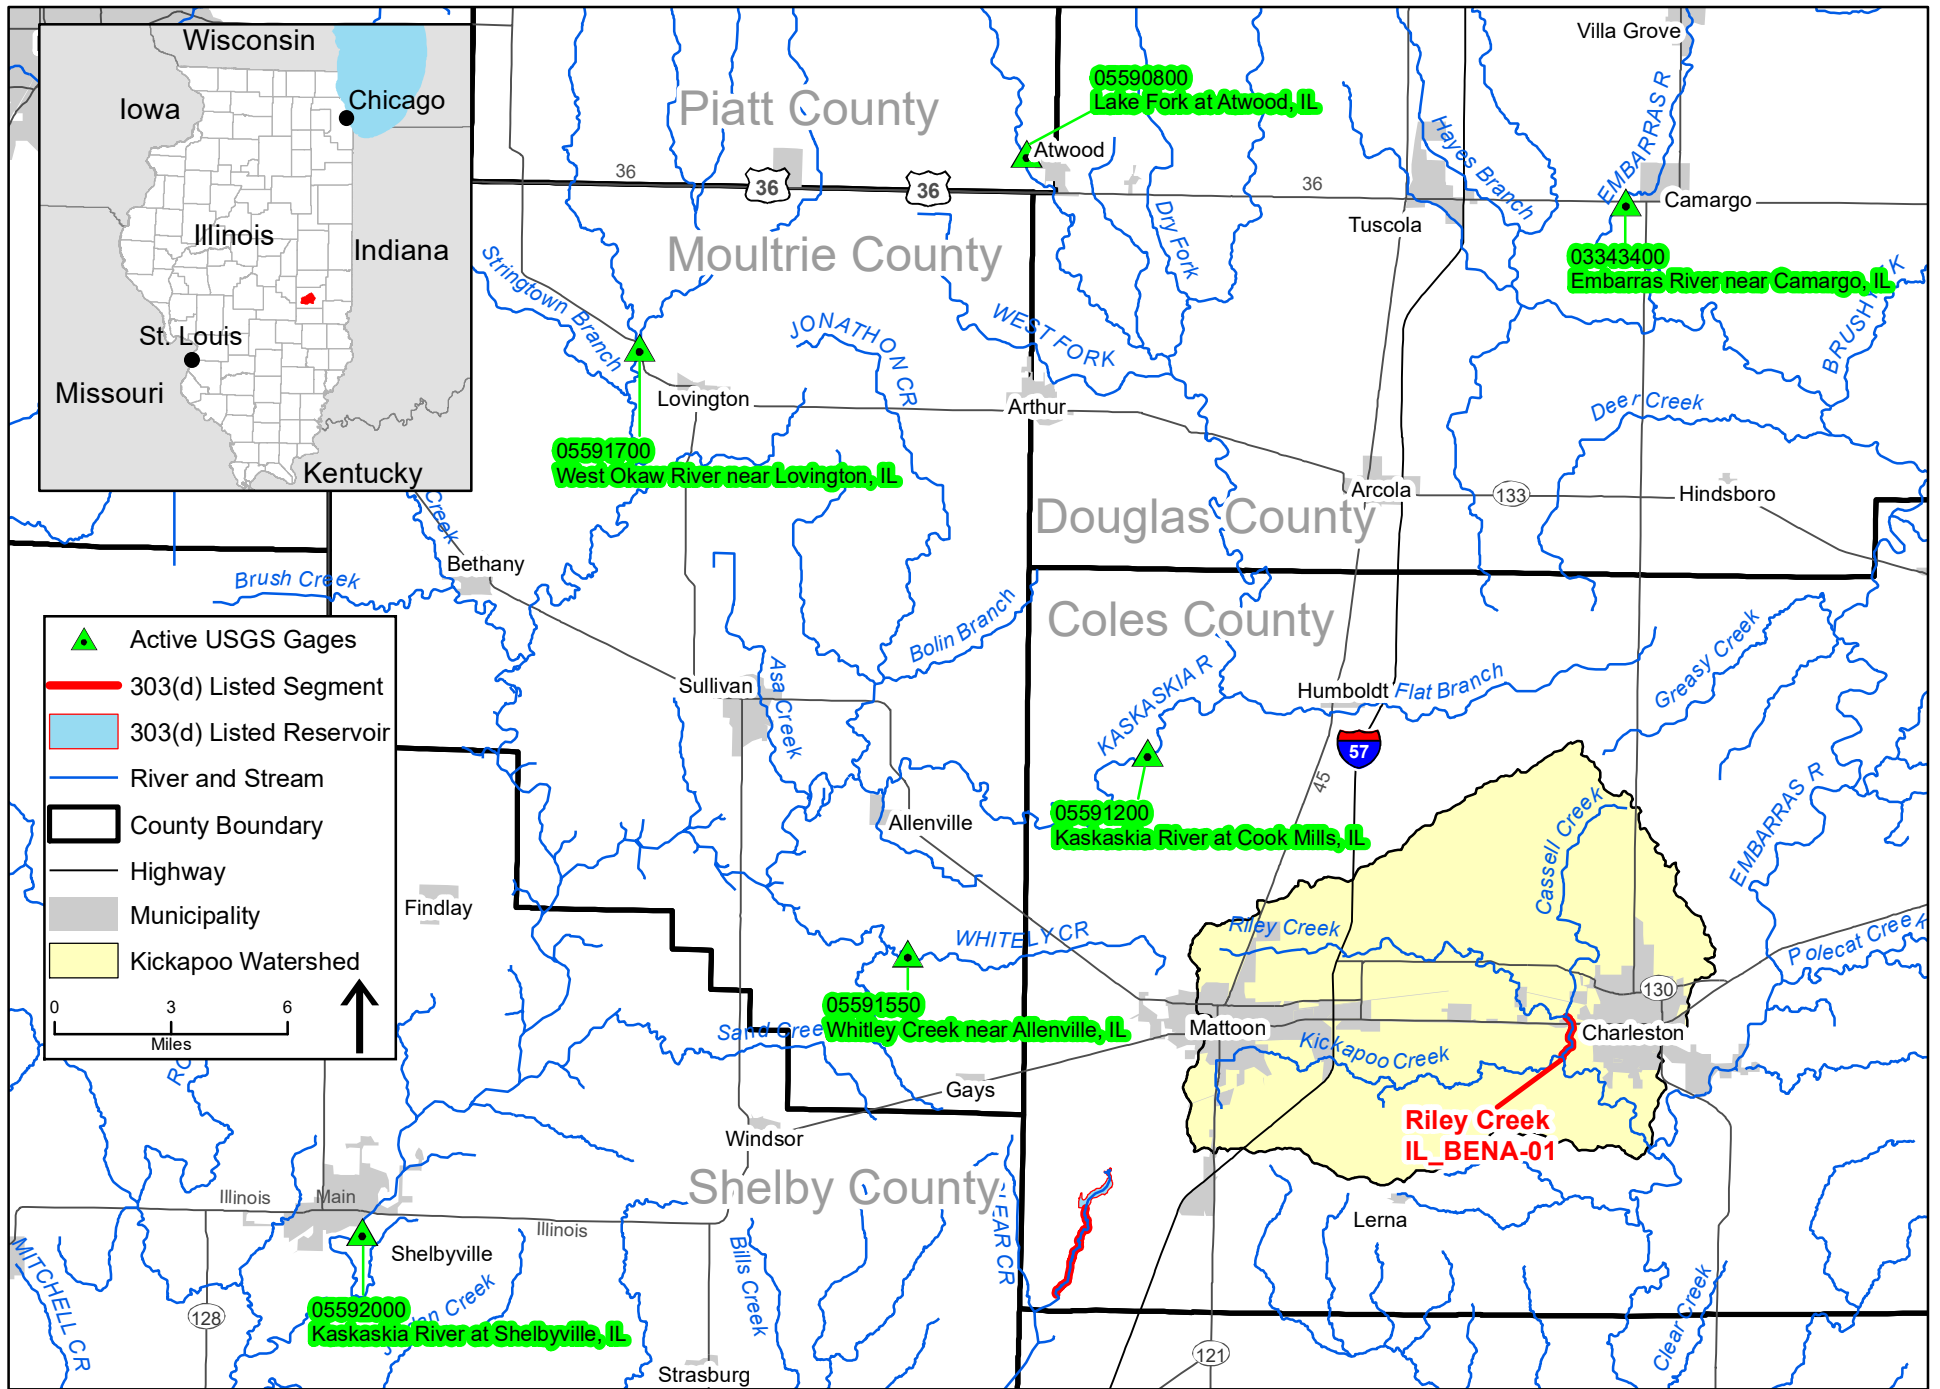 Wisconsin
Iowa
Chicago
Illinois
Indiana
St. Louis
Missouri
Kentucky
Villa Grove
05590800
Lake Fork at Atwood, IL
Piatt County
Atwood
36
36
36
36
Hayes Branch
EMBARRAS R
Camargo
Tuscola
Dry Fork
Moultrie County
03343400
Embarras River near Camargo, IL
Stringtown Branch
JONATHON CR
WEST FORK
Lovington
Arthur
Deer Creek
05591700
West Okaw River near Lovington, IL
Arcola
133
Hindsboro
Douglas County
Creek
Bethany
Brush Creek
Coles County
Bolin Branch
Greasy Creek
Active USGS Gages
303(d) Listed Segment
303(d) Listed Reservoir
River and Stream
County Boundary
Highway
Municipality
Kickapoo Watershed
0
3
6
Miles
Sullivan
Asa Creek
KASKASKIA R
Humboldt
Flat Branch
57
45
Allenville
05591200
Kaskaskia River at Cook Mills, IL
Cassell Creek
EMBARRAS R
Findlay
WHITELY CR
Riley Creek
Polecat Creek
130
05591550
Whitley Creek near Allenville, IL
Mattoon
Charleston
Kickapoo Creek
Gays
Riley Creek
IL_BENA-01
Windsor
Shelby County
Illinois
Main
Illinois
Lerna
Shelbyville
MITCHELL CR
128
05592000
Kaskaskia River at Shelbyville, IL
Bills Creek
Strasburg
121
Clear Creek